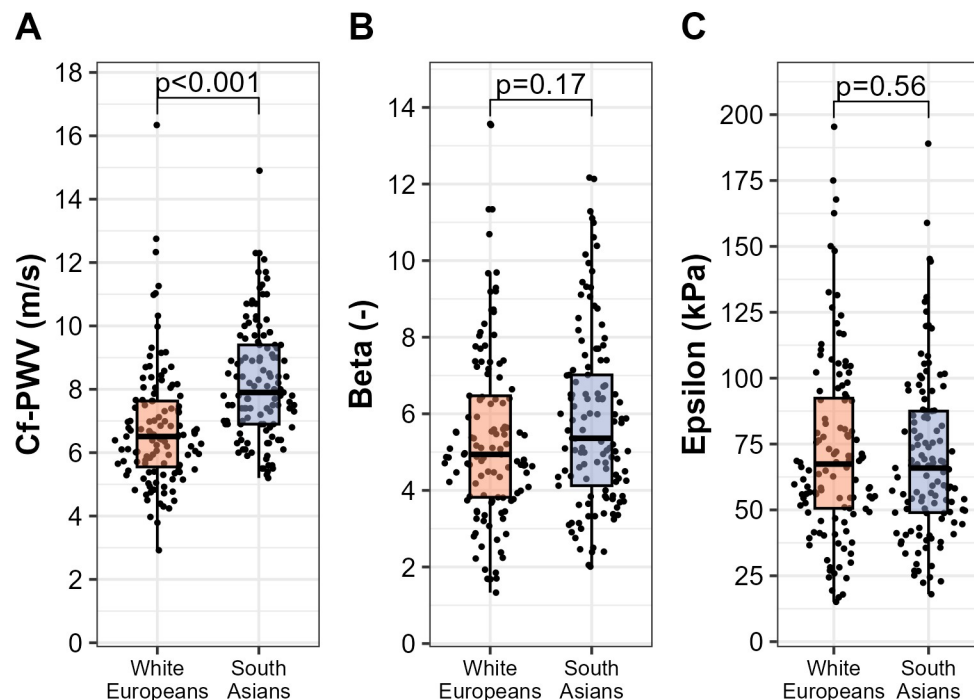 A
B
C
Cf-PWV (m/s)
18
16
14
12
10
8
6
4
2
0
p<0.001
White
Europeans
South
Asians
Beta (-)
14
12
10
8
6
4
2
0
p=0.17
White
Europeans
South
Asians
Epsilon (kPa)
200
175
150
125
100
75
50
25
0
p=0.56
White
Europeans
South
Asians